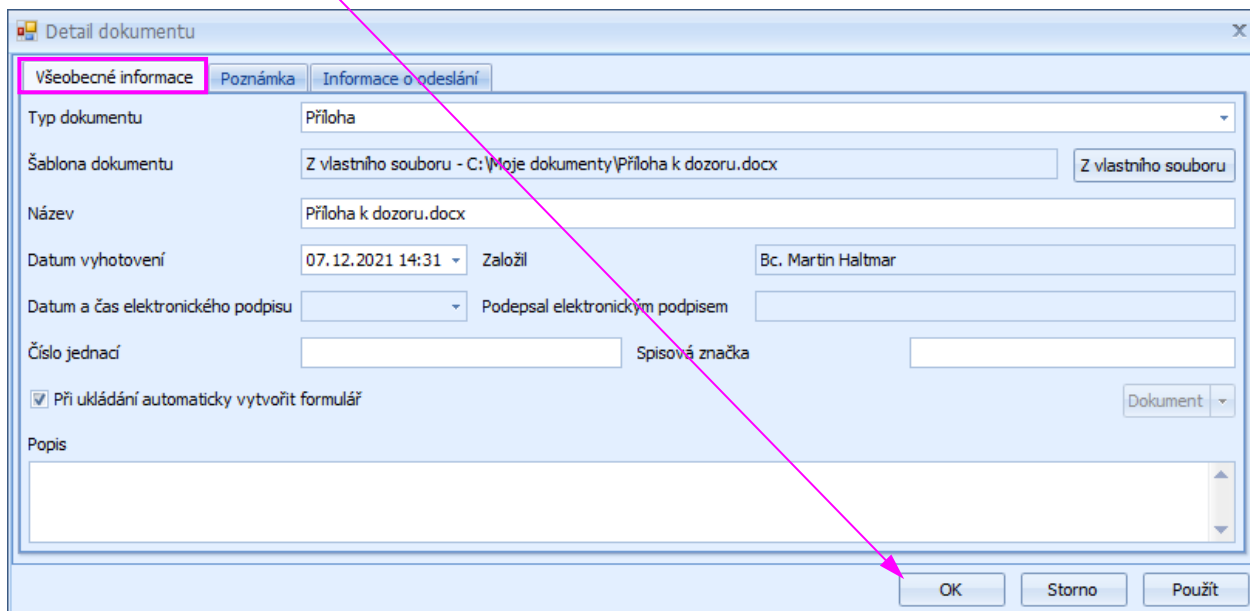 Detail dokumentu
Všeobecné informace Poznámka Informace o odeslání
Typ dokumentu Příloha
Šablona dokumentu Z vlastního souboru - C:\Moje dokumenty\Příloha k dozoru.docx Z vlastního souboru
Název Příloha k dozoru.docx
Datum vyhotovení 07.12.2021 14:31 Založil Bc. Martin Haltmar
Datum a čas elektronického podpisu Podepsal elektronickým podpisem
Číslo jednací Spisová značka
Při ukládání automaticky vytvořit formulář Dokument
Popis
OK Storno Použít